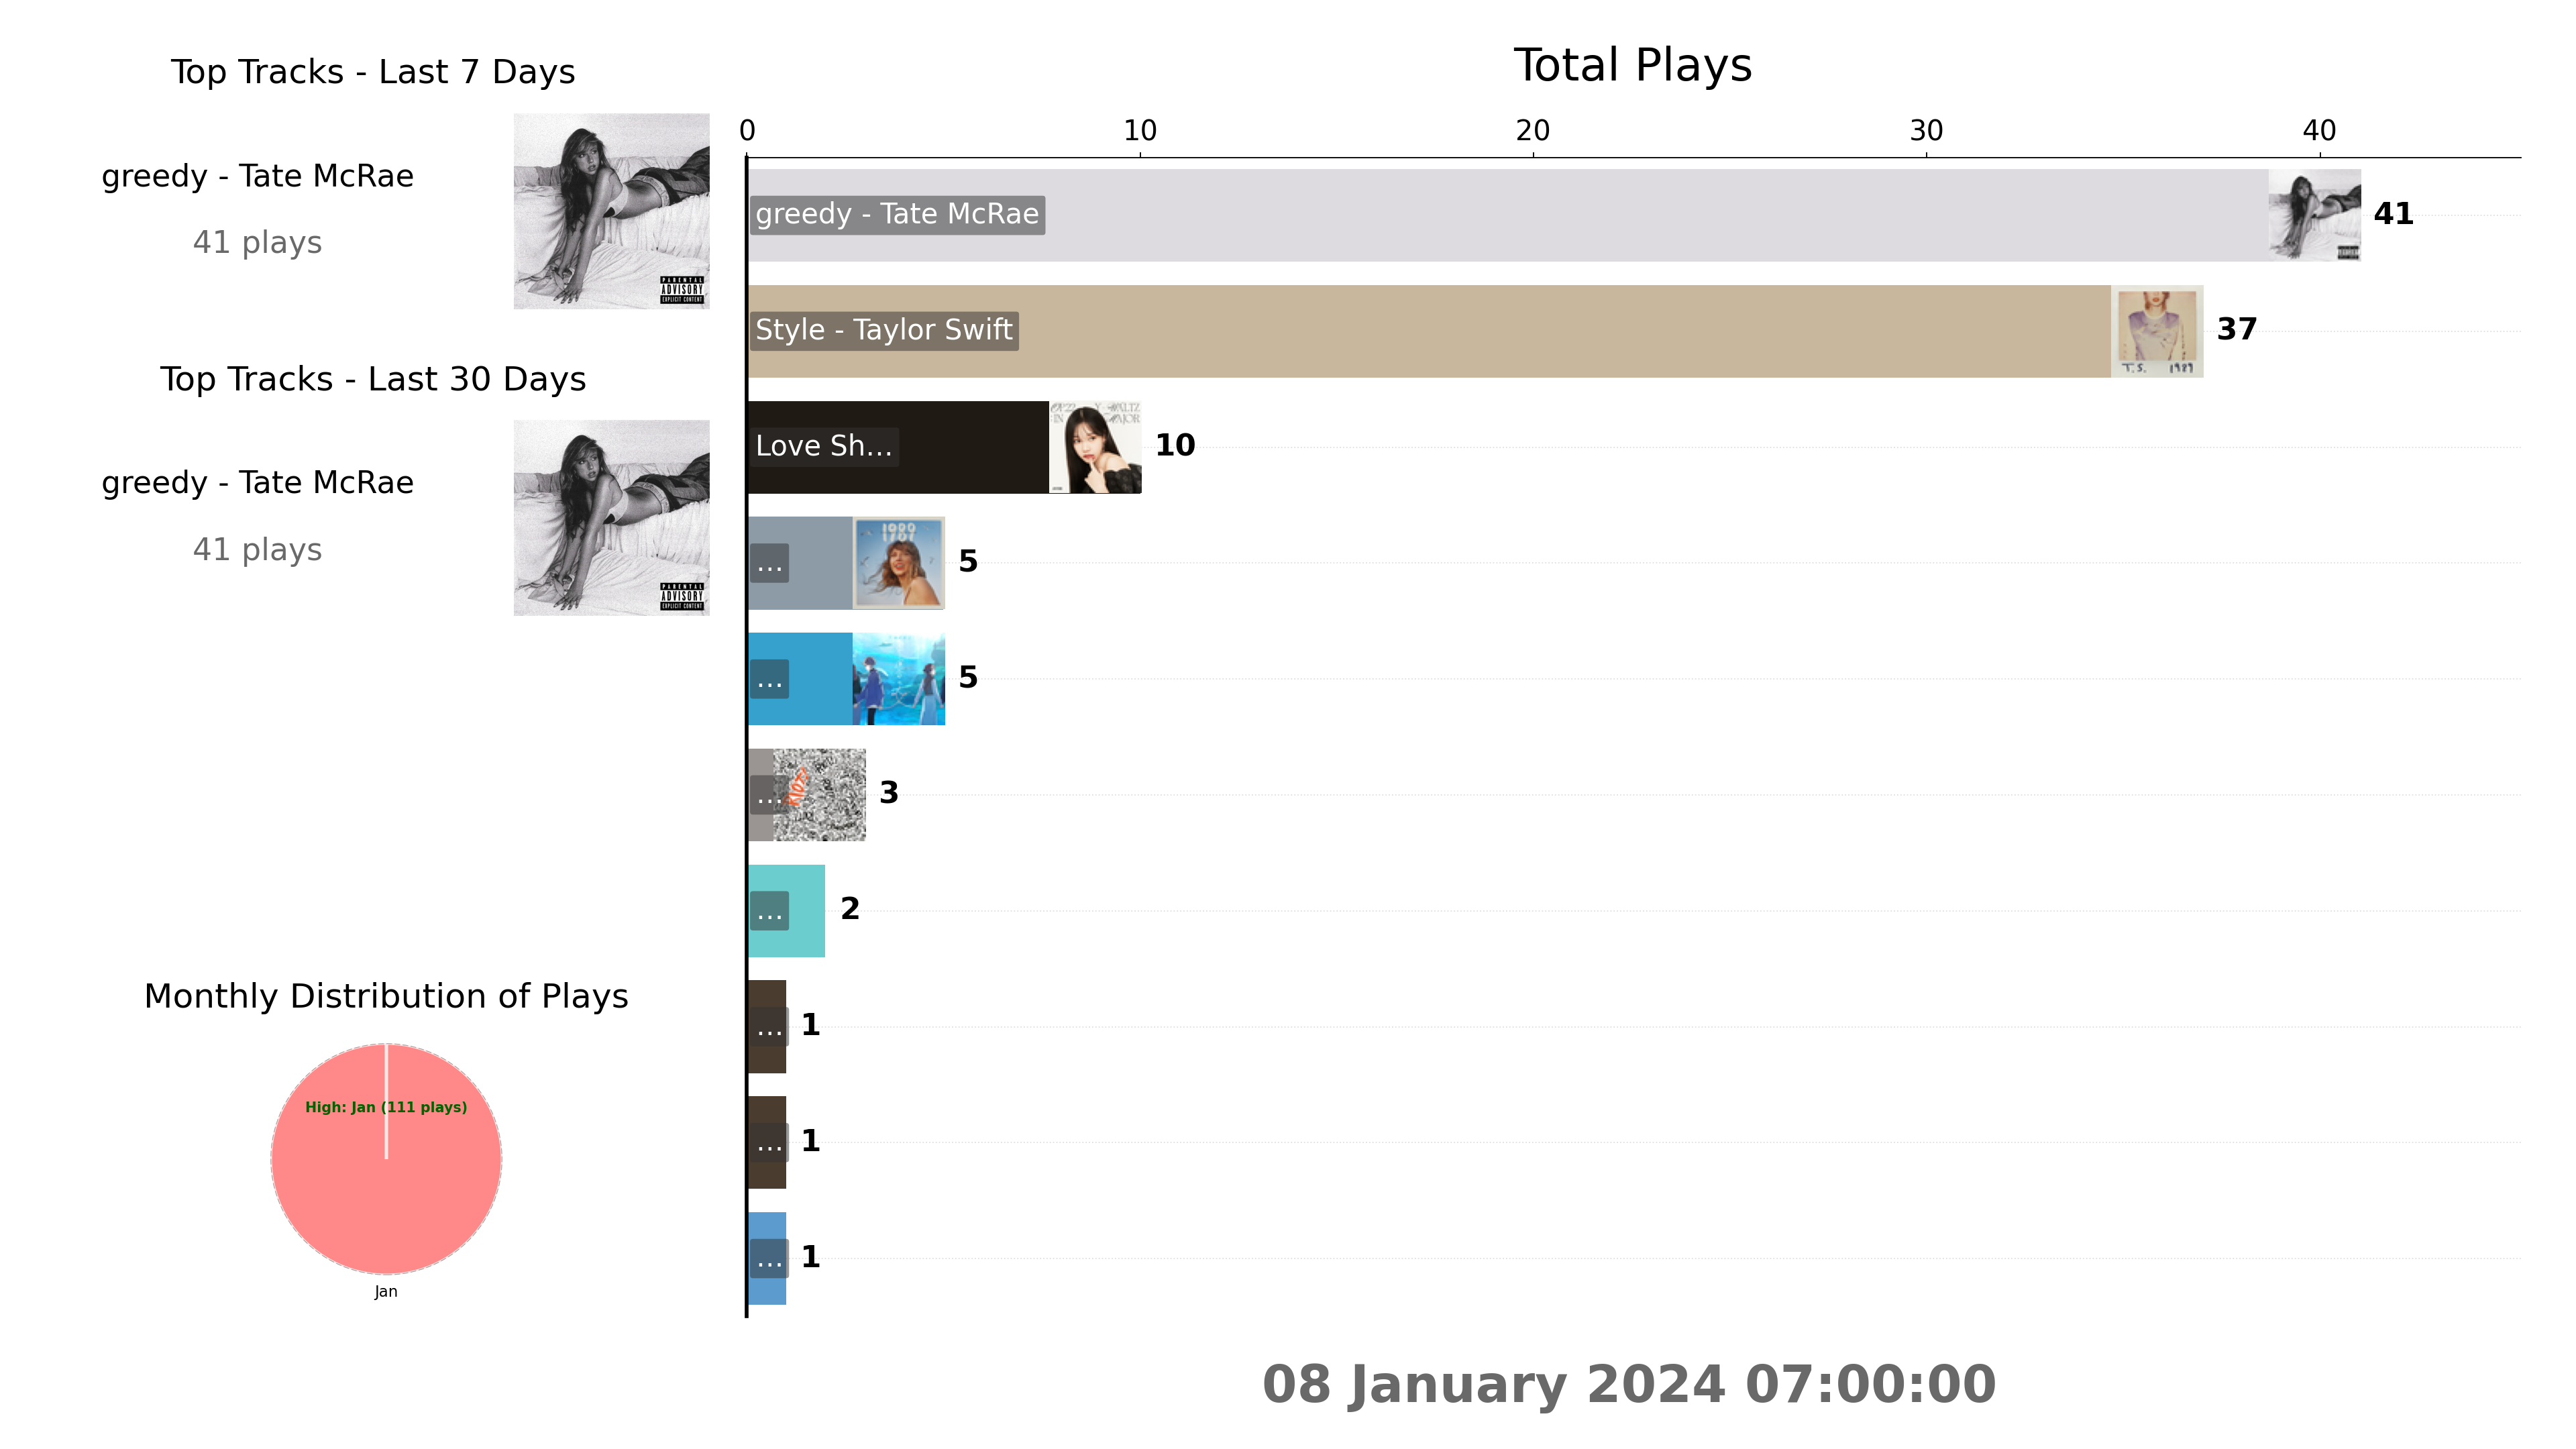 Top Tracks - Last 7 Days
greedy - Tate McRae
41 plays
PARENTAL
ADVISORY
EXPLICIT CONTENT
Top Tracks - Last 30 Days
greedy - Tate McRae
41 plays
PARENTAL
ADVISORY
EXPLICIT CONTENT
Monthly Distribution of Plays
High: Jan (111 plays)
Jan
Total Plays
0 10 20 30 40
greedy - Tate McRae 41
Style - Taylor Swift T.S. 1989 37
Love Sh... 10
... 5
... 5
... RIOT! 3
... 2
... 1
... 1
... 1
08 January 2024 07:00:00